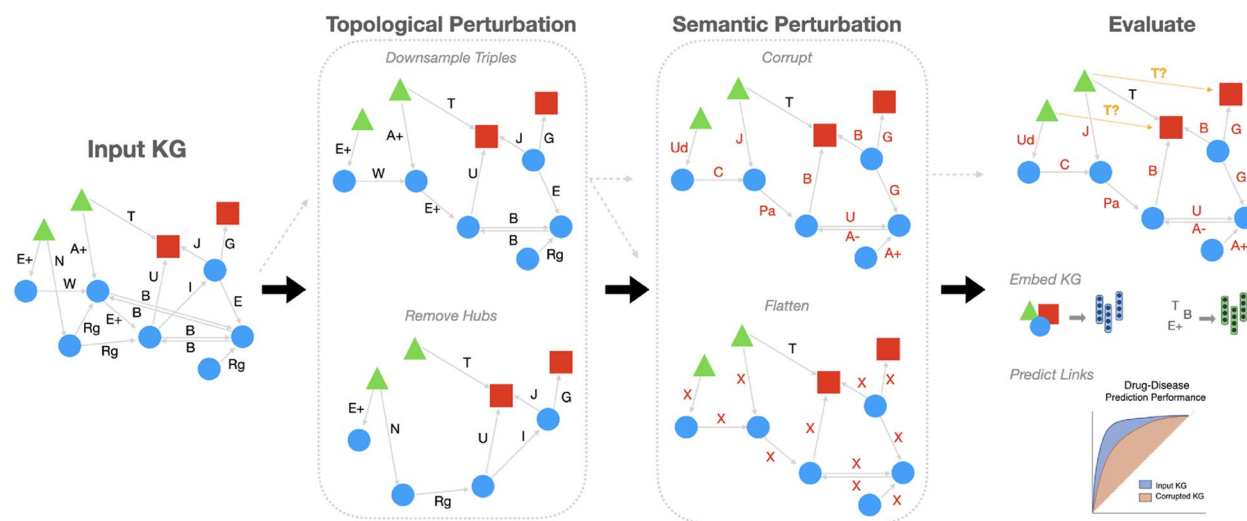 Topological Perturbation
Semantic Perturbation
Evaluate
Input KG
T
A+
J
G
E+
N
U
W
I
E
B
B
Rg
E+
B
B
Rg
Rg
Downsample Triples
T
A+
J
G
E+
U
W
E
E+
B
B
Rg
Remove Hubs
T
J
G
E+
N
U
I
Rg
Corrupt
T
B
G
Ud
J
C
B
G
Pa
U
A-
A+
Flatten
T
X
X
X
X
X
X
X
X
X
X
X
T?
T
T?
B
G
Ud
J
C
B
G
Pa
U
A-
A+
Embed KG
T
B
E+
Predict Links
Drug-Disease
Prediction Performance
Input KG
Corrupted KG